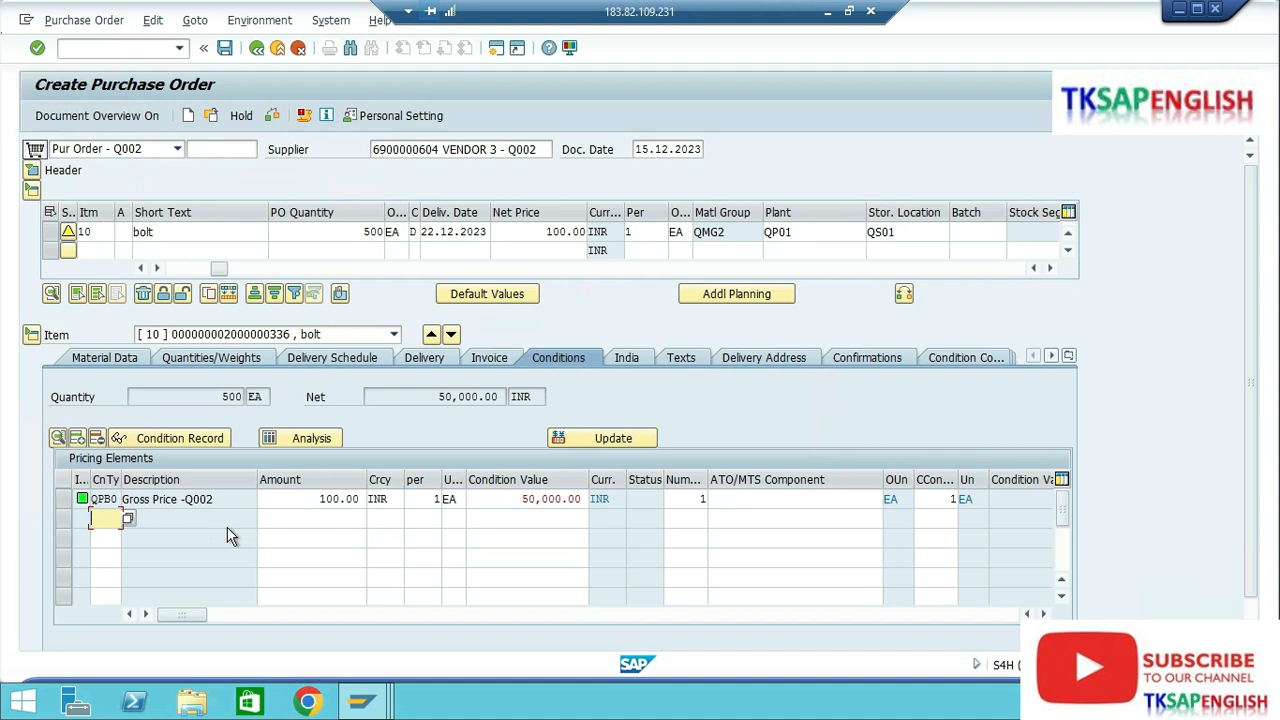 183.82.109.231
Purchase Order Edit Goto Environment System Help
Create Purchase Order
TKSAPENGLISH
Document Overview On Hold Personal Setting
Pur Order - Q002 Supplier 6900000604 VENDOR 3 - Q002 Doc. Date 15.12.2023
Header
S.. Itm A Short Text PO Quantity O... C Deliv. Date Net Price Curr... Per O... Matl Group Plant Stor. Location Batch Stock Seg
10 bolt 500 EA D 22.12.2023 100.00 INR 1 EA QMG2 QP01 QS01
INR
Default Values Addl Planning
Item [ 10 ] 000000002000000336 , bolt
Material Data Quantities/Weights Delivery Schedule Delivery Invoice Conditions India Texts Delivery Address Confirmations Condition Co...
Quantity 500 EA Net 50,000.00 INR
Condition Record Analysis Update
Pricing Elements
I... CnTy Description Amount Crcy per U... Condition Value Curr. Status Num... ATO/MTS Component OUn CCon... Un Condition Va
QPB0 Gross Price -Q002 100.00 INR 1 EA 50,000.00 INR 1 EA 1 EA
SAP S4H (
SUBSCRIBE
TO OUR CHANNEL
TKSAPENGLISH